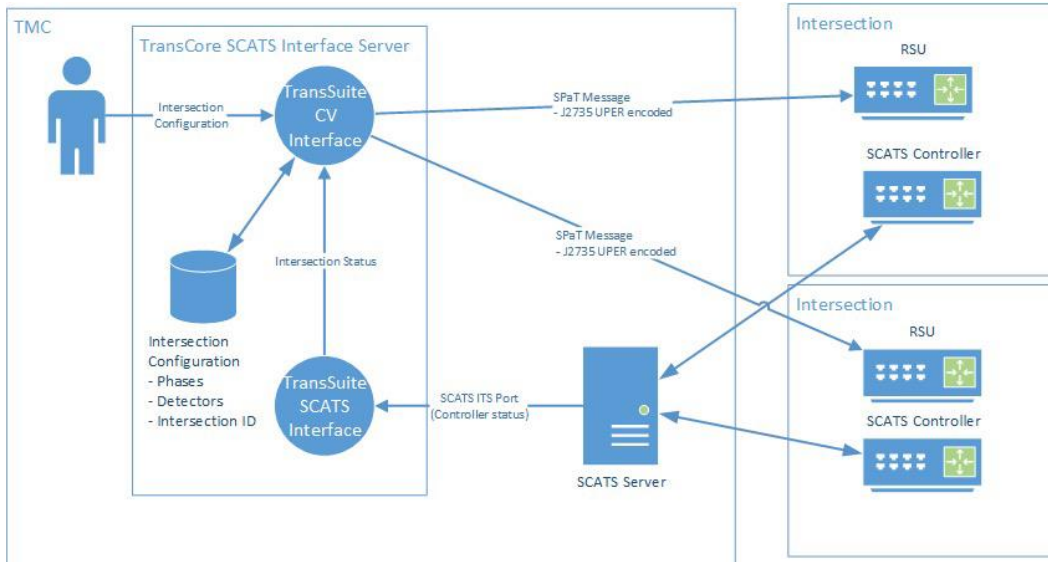 TMC
TransCore SCATS Interface Server
TransSuite
CV
Interface
Intersection
Configuration
SPaT Message
- J2735 UPER encoded
SPaT Message
- J2735 UPER encoded
Intersection Status
Intersection
Configuration
- Phases
- Detectors
- Intersection ID
TransSuite
SCATS
Interface
SCATS ITS Port
(Controller status)
SCATS Server
Intersection
RSU
SCATS Controller
Intersection
RSU
SCATS Controller